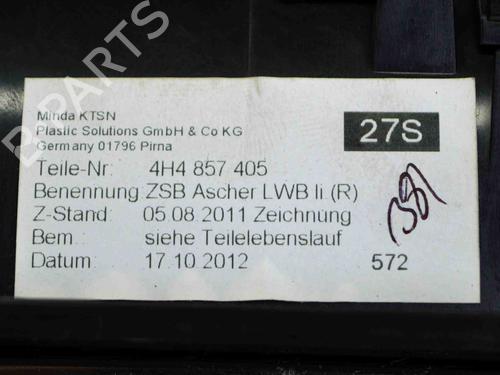 Minda KTSN
Plastic Solutions GmbH & Co KG
Germany 01796 Pirna
27S
Teile-Nr: 4H4 857 405
Benennung: ZSB Ascher LWB li. (R)
Z-Stand: 05.08.2011 Zeichnung
Bem.: siehe Teilelebenslauf
Datum: 17.10.2012 572
B-PARTS